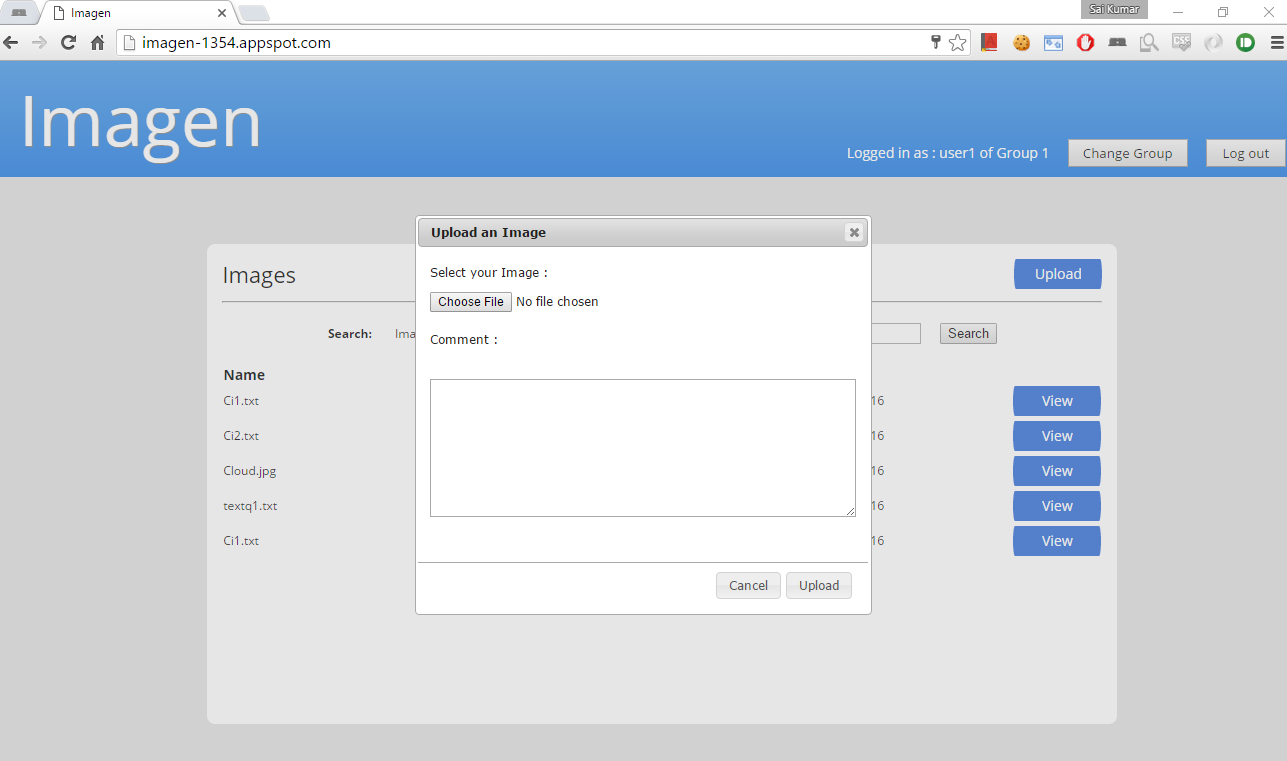 Imagen
Sai Kumar
imagen-1354.appspot.com
Imagen
Logged in as : user1 of Group 1
Change Group
Log out
Upload an Image
Images
Upload
Select your Image :
Choose File No file chosen
Search:
Ima
Search
Comment :
Name
Ci1.txt
16
View
Ci2.txt
16
View
Cloud.jpg
16
View
textq1.txt
16
View
Ci1.txt
16
View
Cancel
Upload